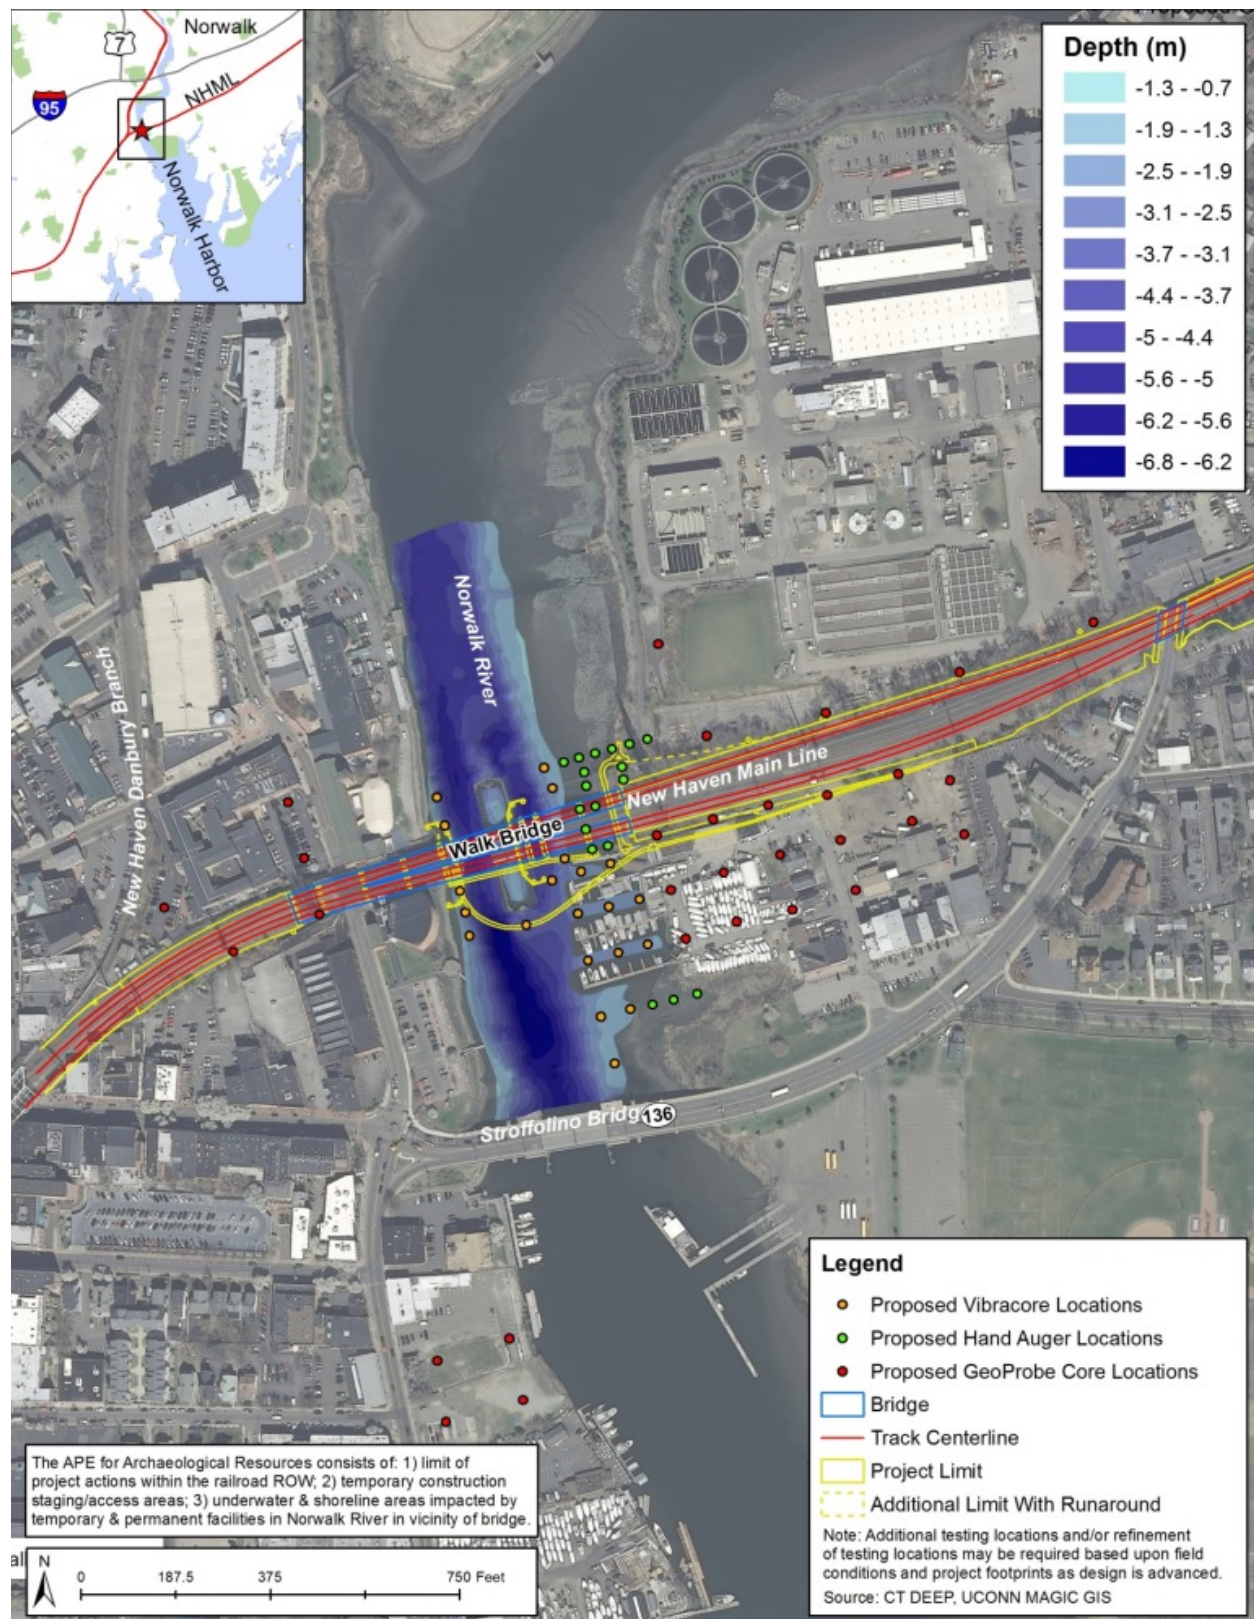 Norwalk
7
NHML
95
Norwalk Harbor
Depth (m)
-1.3 - -0.7
-1.9 - -1.3
-2.5 - -1.9
-3.1 - -2.5
-3.7 - -3.1
-4.4 - -3.7
-5 - -4.4
-5.6 - -5
-6.2 - -5.6
-6.8 - -6.2
Norwalk River
New Haven Danbury Branch
New Haven Main Line
Walk Bridge
Stroffolino Bridg
136
Legend
Proposed Vibracore Locations
Proposed Hand Auger Locations
Proposed GeoProbe Core Locations
Bridge
Track Centerline
Project Limit
Additional Limit With Runaround
Note: Additional testing locations and/or refinement
of testing locations may be required based upon field
conditions and project footprints as design is advanced.
Source: CT DEEP, UCONN MAGIC GIS
The APE for Archaeological Resources consists of: 1) limit of
project actions within the railroad ROW; 2) temporary construction
staging/access areas; 3) underwater & shoreline areas impacted by
temporary & permanent facilities in Norwalk River in vicinity of bridge.
N
0 187.5 375 750 Feet